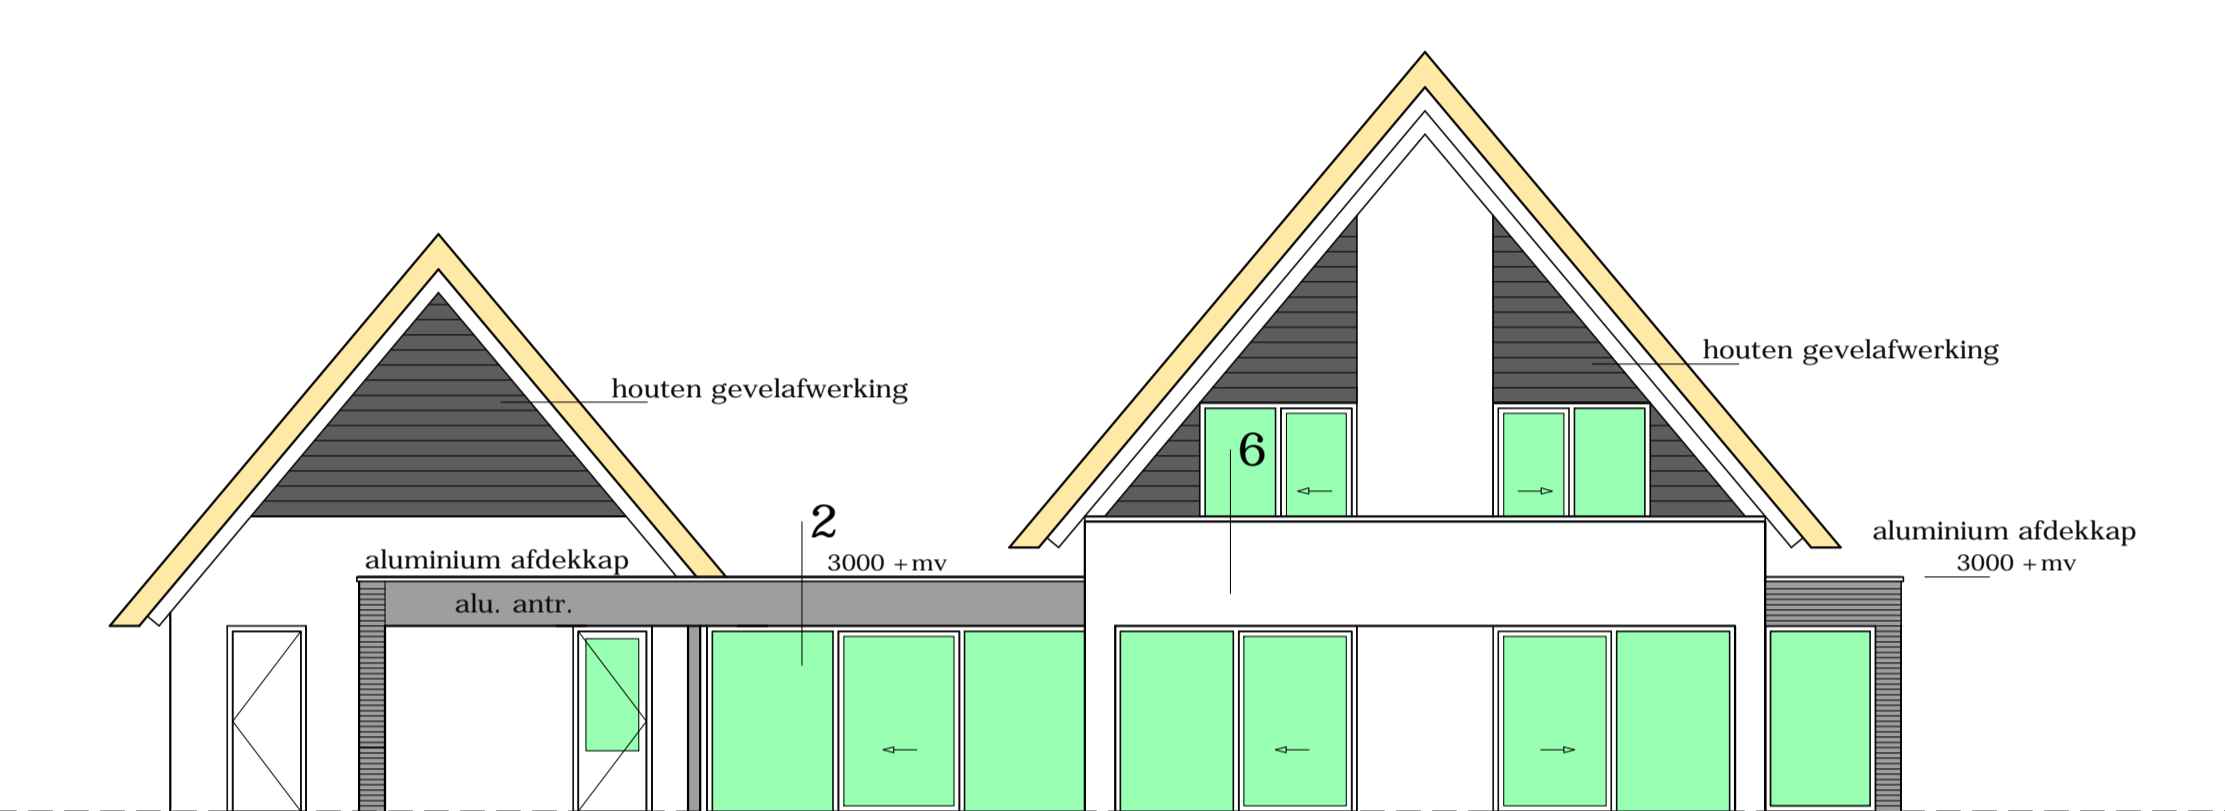 houten gevelafwerking
houten gevelafwerking
6
2
aluminium afdekkap
3000 +mv
aluminium afdekkap
3000 +mv
alu. antr.